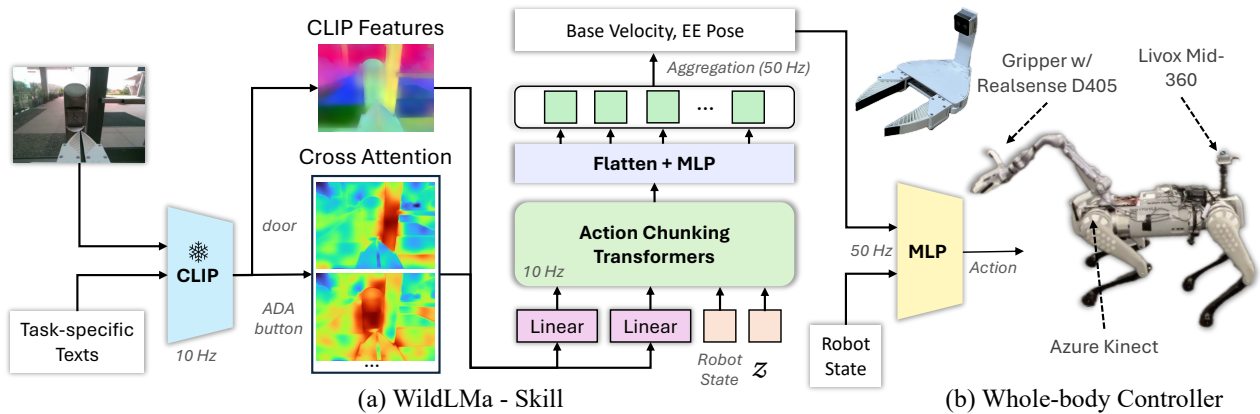 CLIP Features
Cross Attention
door
ADA
button
...
CLIP
10 Hz
Task-specific
Texts
Base Velocity, EE Pose
Aggregation (50 Hz)
...
Flatten + MLP
Action Chunking
Transformers
10 Hz
Linear
Linear
Robot
State
z
(a) WildLMa - Skill
50 Hz
MLP
Action
Robot
State
Gripper w/
Realsense D405
Livox Mid-
360
Azure Kinect
(b) Whole-body Controller